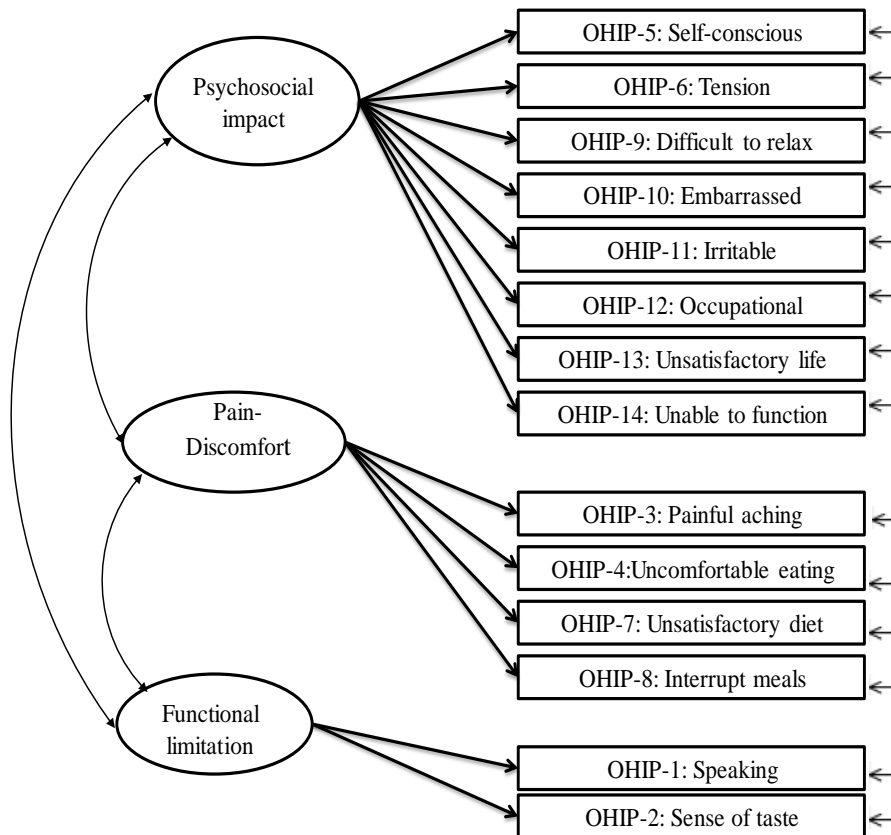 Psychosocial
impact
OHIP-5: Self-conscious
OHIP-6: Tension
OHIP-9: Difficult to relax
OHIP-10: Embarrassed
OHIP-11: Irritable
OHIP-12: Occupational
OHIP-13: Unsatisfactory life
OHIP-14: Unable to function
Pain-
Discomfort
OHIP-3: Painful aching
OHIP-4:Uncomfortable eating
OHIP-7: Unsatisfactory diet
OHIP-8: Interrupt meals
Functional
limitation
OHIP-1: Speaking
OHIP-2: Sense of taste